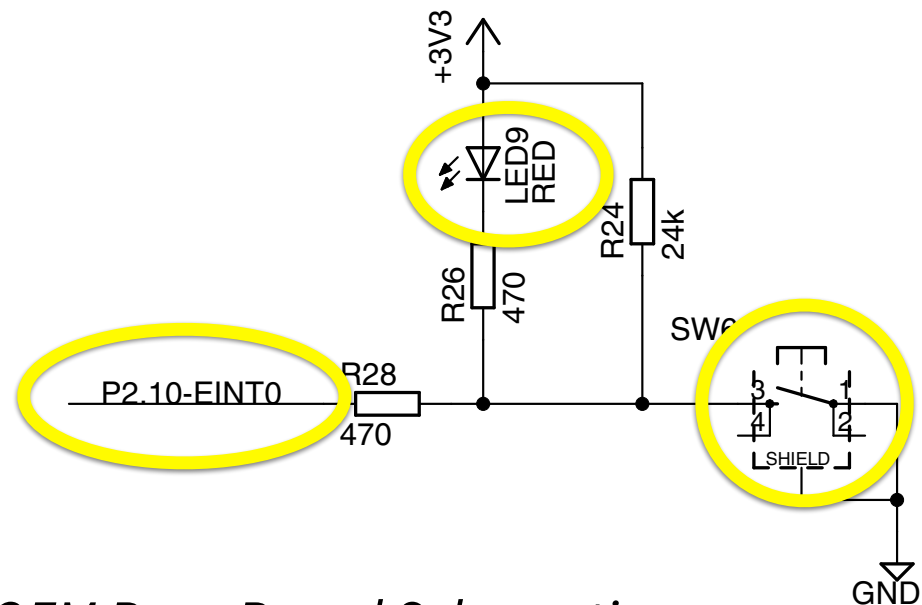 +3V3
LED9
RED
R24
24k
R26
470
SW6
P2.10-EINT0
R28
470
3
1
4
2
SHIELD
GND